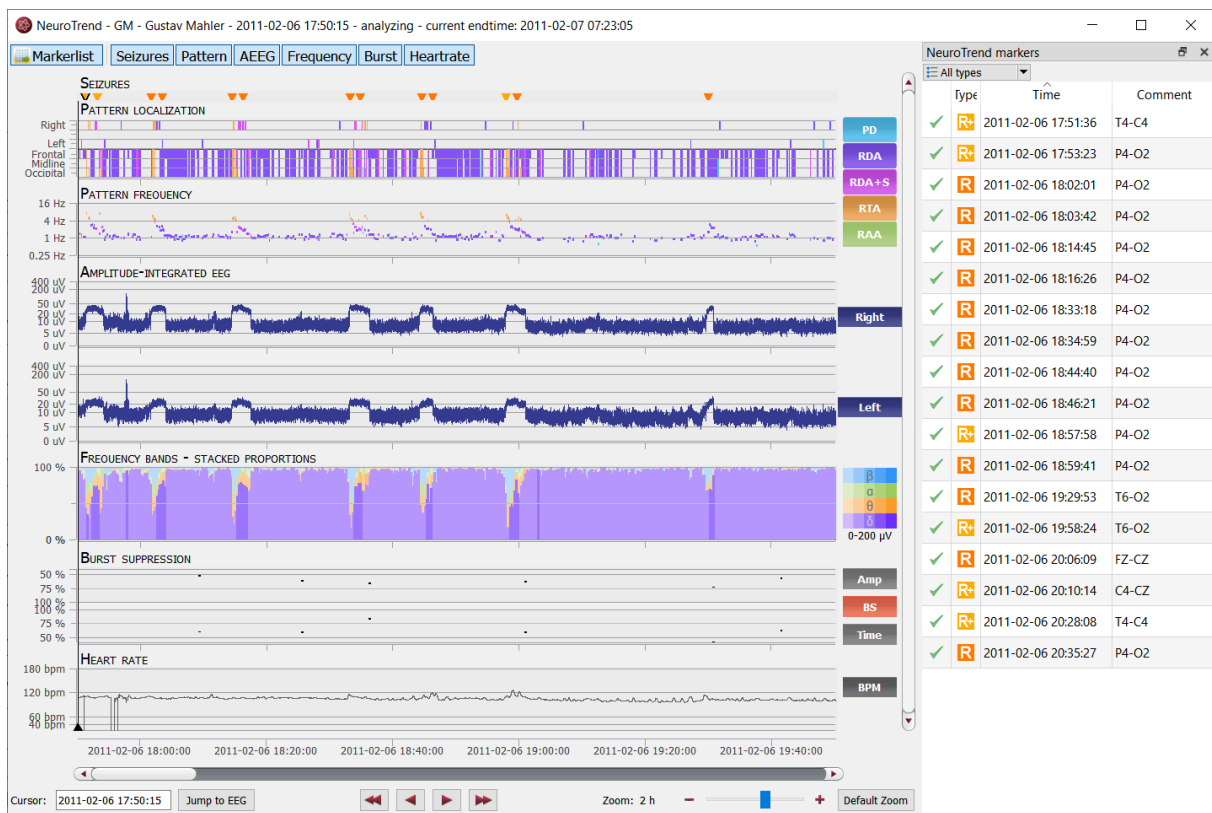 NeuroTrend - GM - Gustav Mahler - 2011-02-06 17:50:15 - analyzing - current endtime: 2011-02-07 07:23:05
Markerlist Seizures Pattern AEEG Frequency Burst Heartrate
SEIZURES
PATTERN LOCALIZATION
Right
Left
Frontal
Midline
Occipital
PD
RDA
RDA+S
RTA
RAA
PATTERN FREQUENCY
16 Hz
4 Hz
1 Hz
0.25 Hz
AMPLITUDE-INTEGRATED EEG
400 uV
200 uV
50 uV
20 uV
10 uV
5 uV
0 uV
Right
400 uV
200 uV
50 uV
20 uV
10 uV
5 uV
0 uV
Left
FREQUENCY BANDS - STACKED PROPORTIONS
100 %
0 %
β
α
θ
δ
0-200 μV
BURST SUPPRESSION
50 %
75 %
100 %
100 %
75 %
50 %
Amp
BS
Time
HEART RATE
180 bpm
120 bpm
60 bpm
40 bpm
BPM
2011-02-06 18:00:00 2011-02-06 18:20:00 2011-02-06 18:40:00 2011-02-06 19:00:00 2011-02-06 19:20:00 2011-02-06 19:40:00
Cursor: 2011-02-06 17:50:15 Jump to EEG Zoom: 2 h Default Zoom
NeuroTrend markers
All types
Type Time Comment
R+ 2011-02-06 17:51:36 T4-C4
R+ 2011-02-06 17:53:23 P4-O2
R 2011-02-06 18:02:01 P4-O2
R 2011-02-06 18:03:42 P4-O2
R 2011-02-06 18:14:45 P4-O2
R 2011-02-06 18:16:26 P4-O2
R 2011-02-06 18:33:18 P4-O2
R 2011-02-06 18:34:59 P4-O2
R 2011-02-06 18:44:40 P4-O2
R 2011-02-06 18:46:21 P4-O2
R+ 2011-02-06 18:57:58 P4-O2
R 2011-02-06 18:59:41 P4-O2
R 2011-02-06 19:29:53 T6-O2
R+ 2011-02-06 19:58:24 T6-O2
R 2011-02-06 20:06:09 FZ-CZ
R+ 2011-02-06 20:10:14 C4-CZ
R+ 2011-02-06 20:28:08 T4-C4
R 2011-02-06 20:35:27 P4-O2